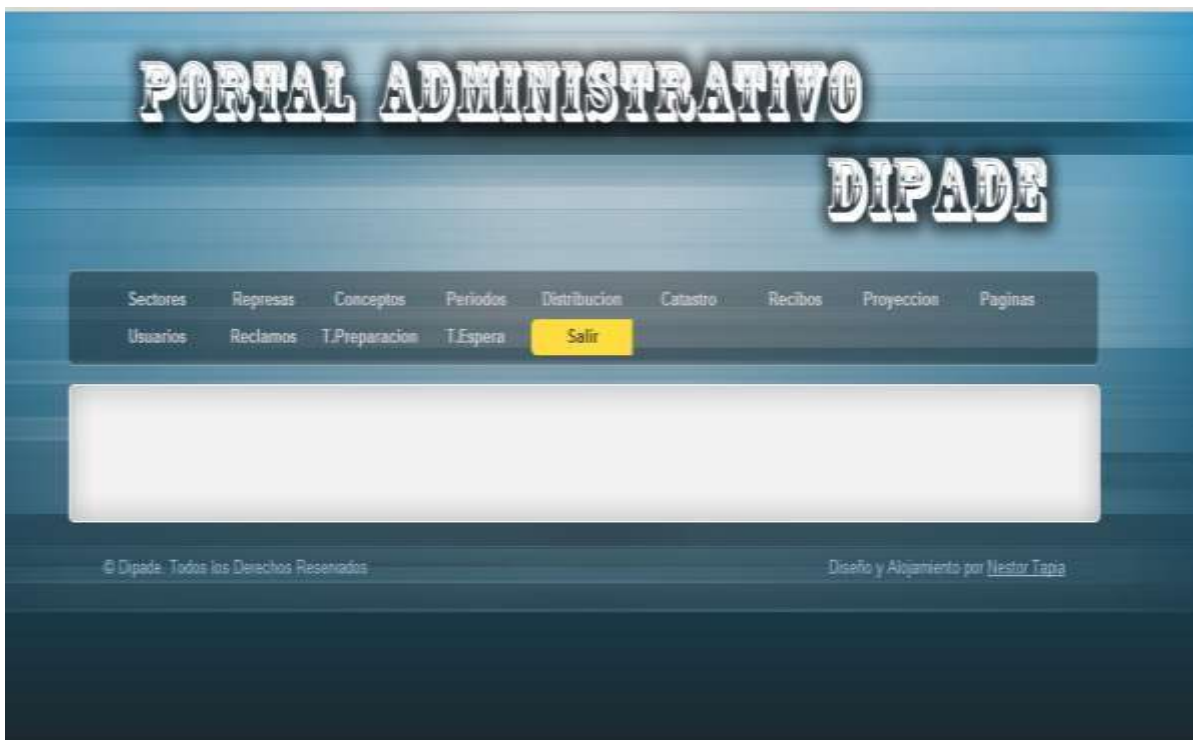 PORTAL ADMINISTRATIVO
DIPADE
Sectores Represas Conceptos Periodos Distribucion Catastro Recibos Proyeccion Paginas
Usuarios Reclamos T.Preparacion T.Espera Salir
© Dipade. Todos los Derechos Reservados Diseño y Alojamiento por Nestor Tapia